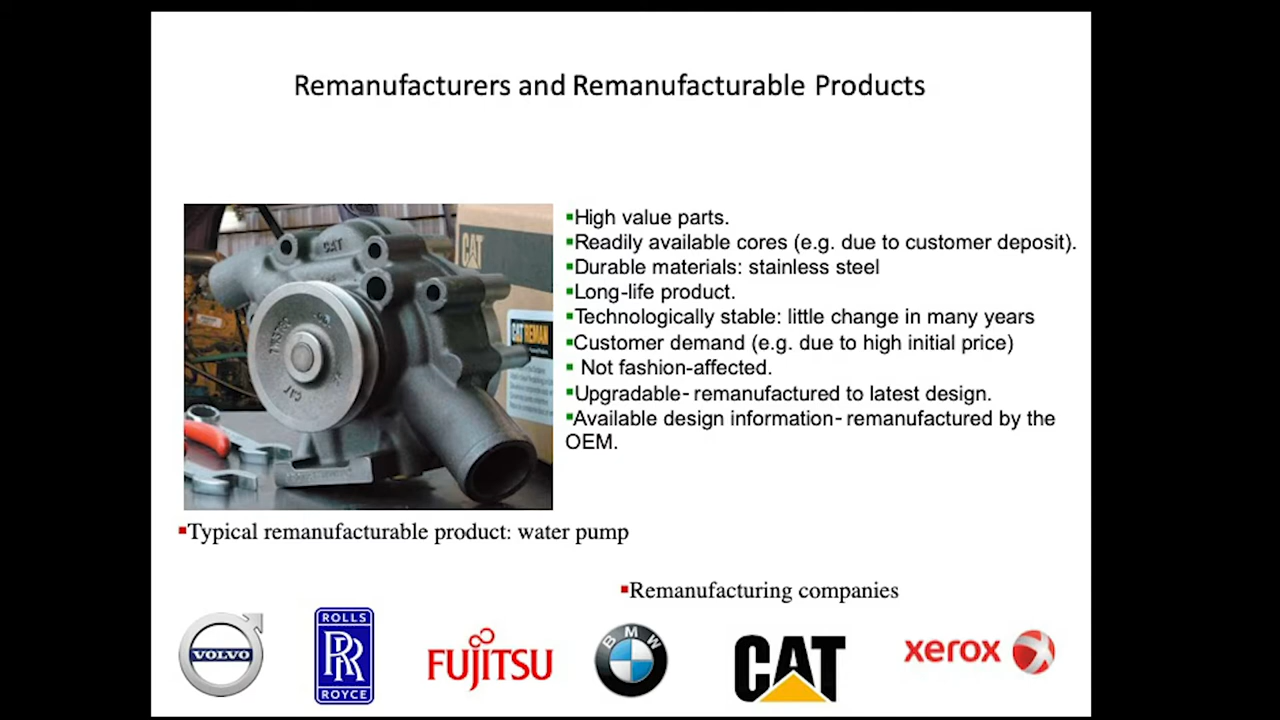 Remanufacturers and Remanufacturable Products
CAT
CAT
CAT REMAN
CAT
▪High value parts.
▪Readily available cores (e.g. due to customer deposit).
▪Durable materials: stainless steel
▪Long-life product.
▪Technologically stable: little change in many years
▪Customer demand (e.g. due to high initial price)
▪ Not fashion-affected.
▪Upgradable- remanufactured to latest design.
▪Available design information- remanufactured by the
OEM.
▪Typical remanufacturable product: water pump
▪Remanufacturing companies
VOLVO
ROLLS
RR
ROYCE
FUJITSU
BMW
CAT
xerox